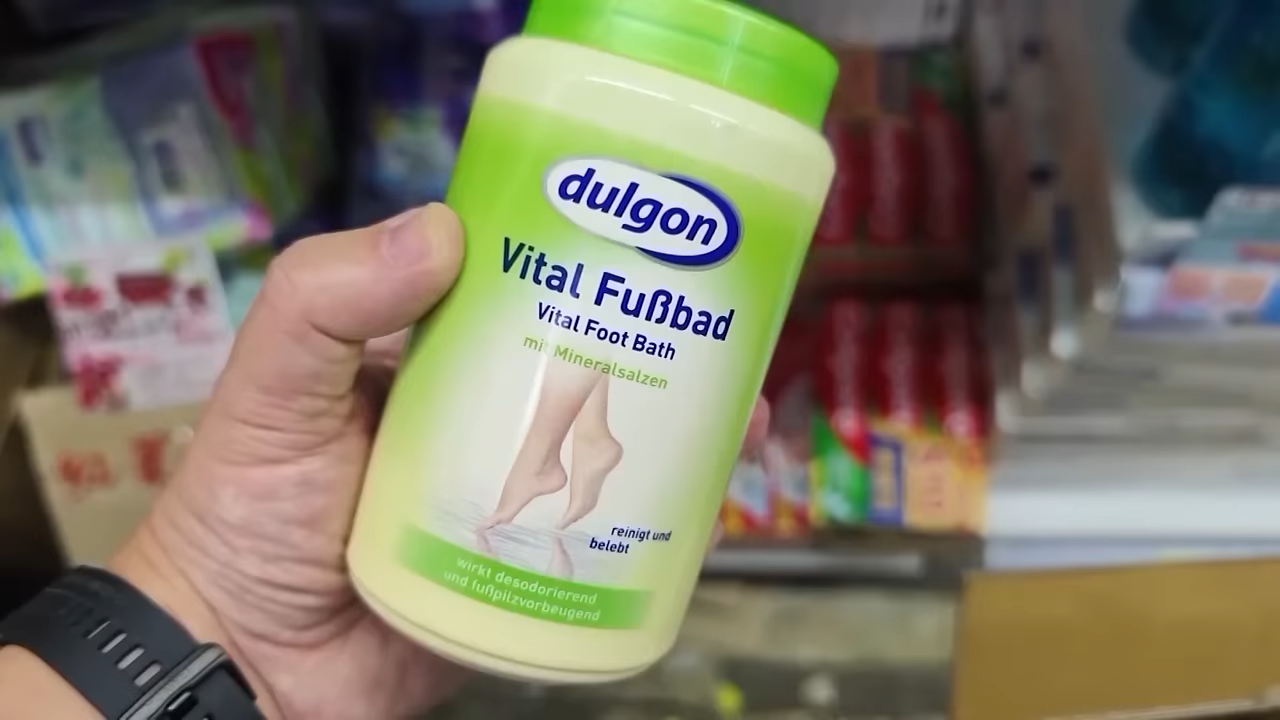 dulgon
Vital Fußbad
Vital Foot Bath
mit Mineralsalzen
reinigt und
belebt
wirkt desodorierend
und fußpilzvorbeugend